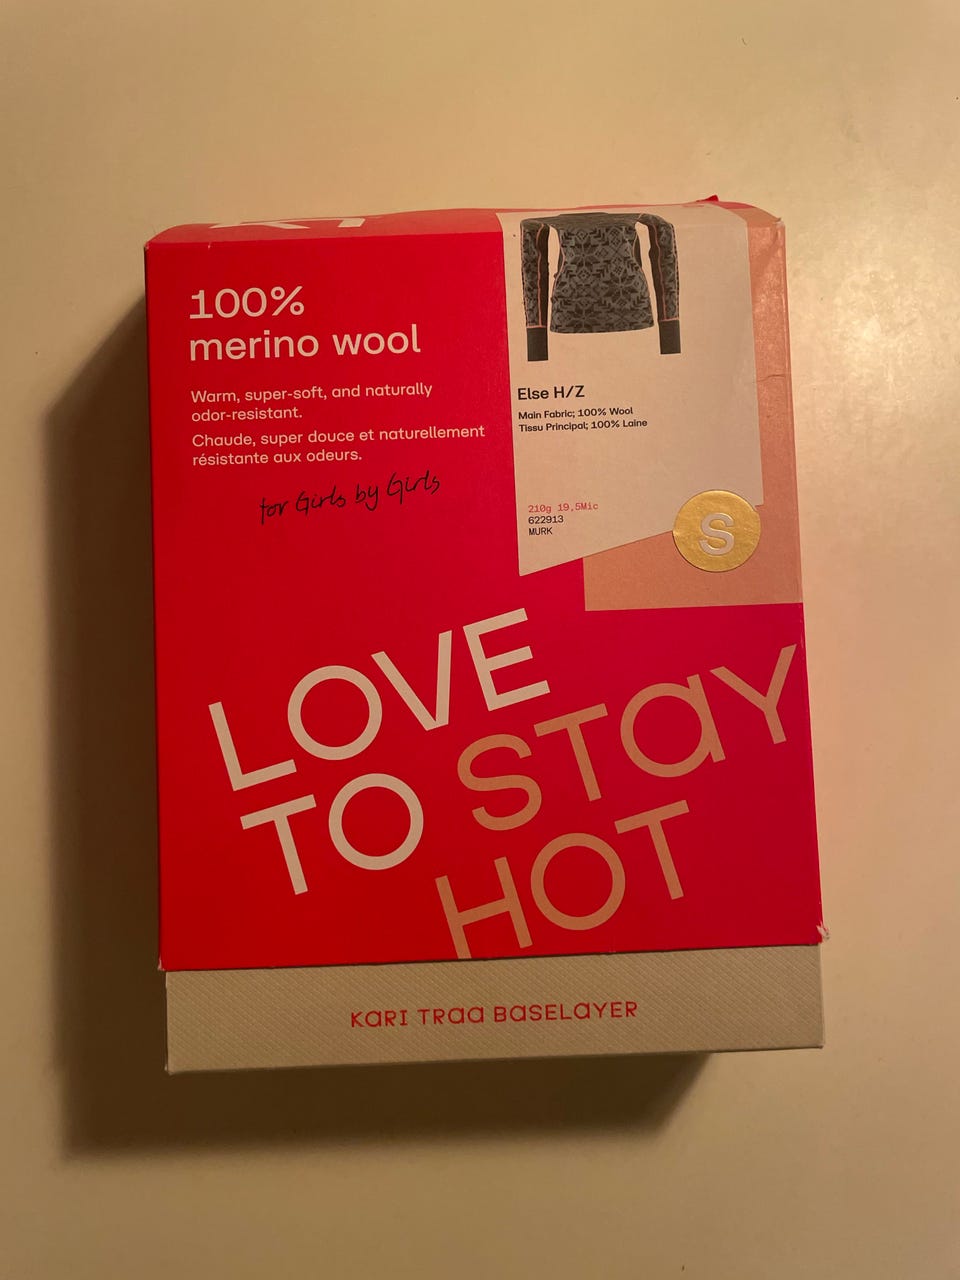 100%
merino wool
Warm, super-soft, and naturally
odor-resistant.
Chaude, super douce et naturellement
résistante aux odeurs.
for Girls by Girls
Else H/Z
Main Fabric; 100% Wool
Tissu Principal; 100% Laine
210g 19,5Mic
622913
MURK
S
LOVE
TO STaY
HOT
KaRI TRaa BaSELaYER